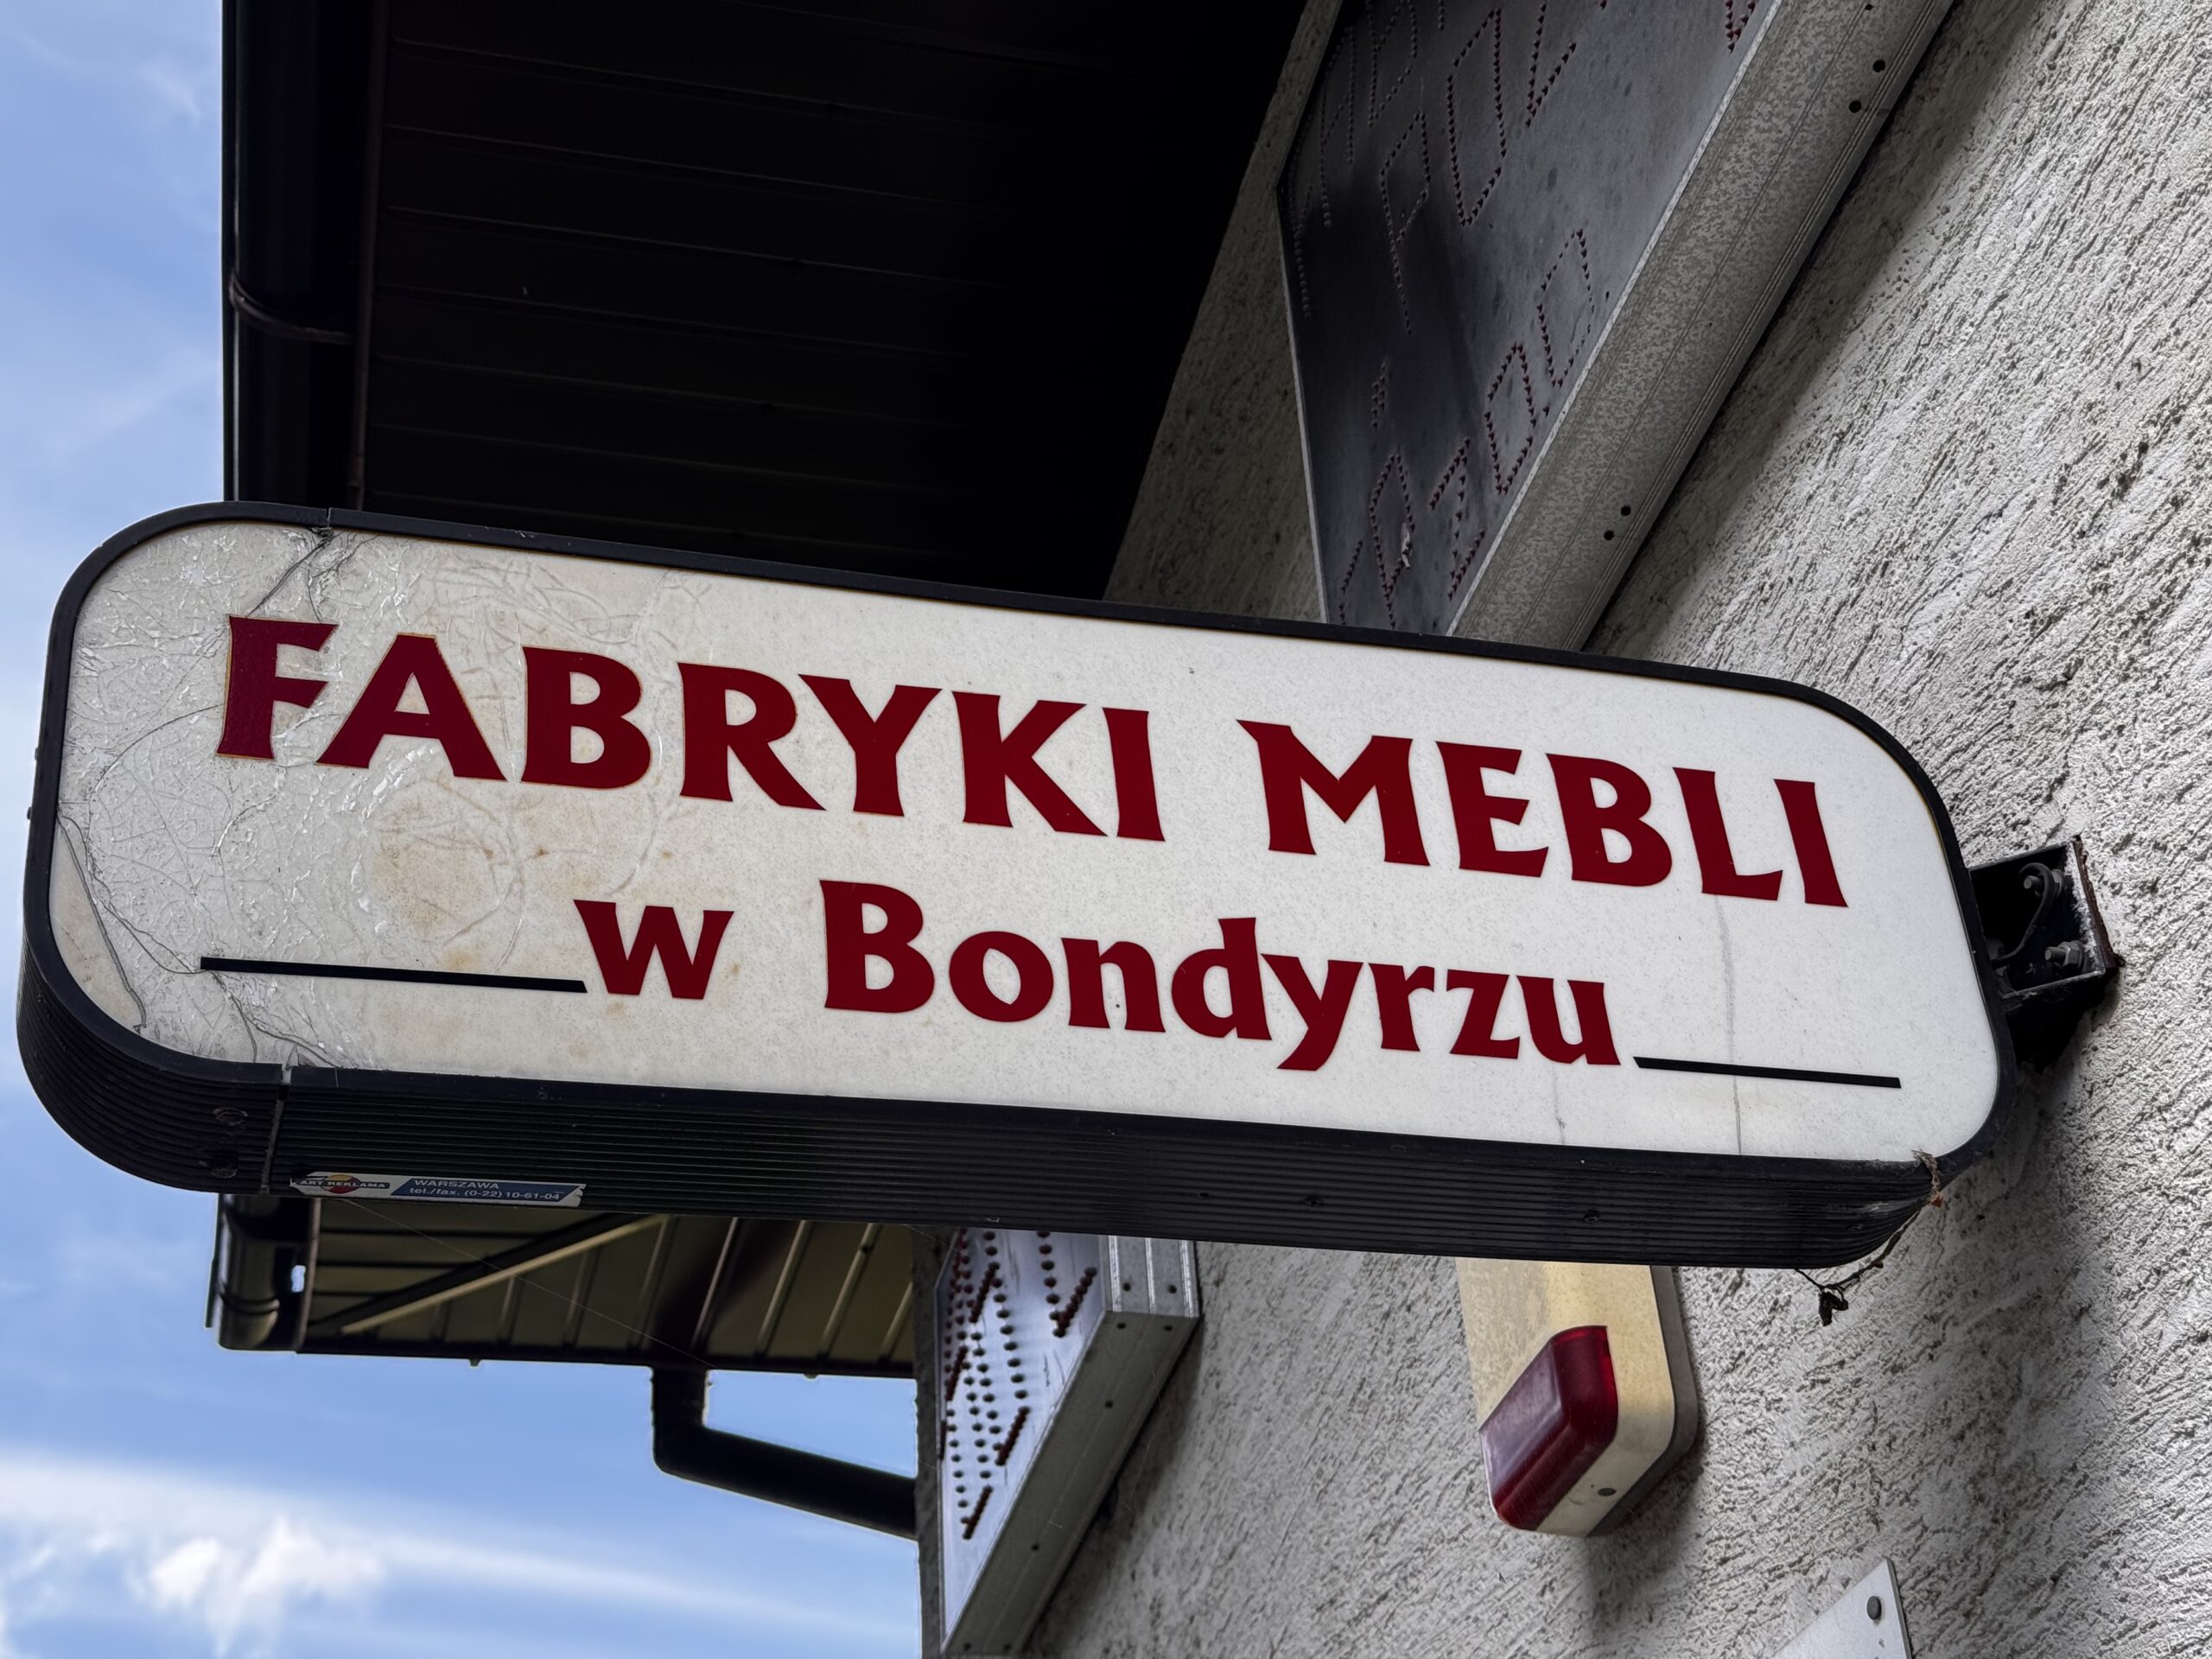 FABRYKI MEBLI
w Bondyrzu
ART REKLAMA
WARSZAWA
tel./fax. (0-22) 10-61-04